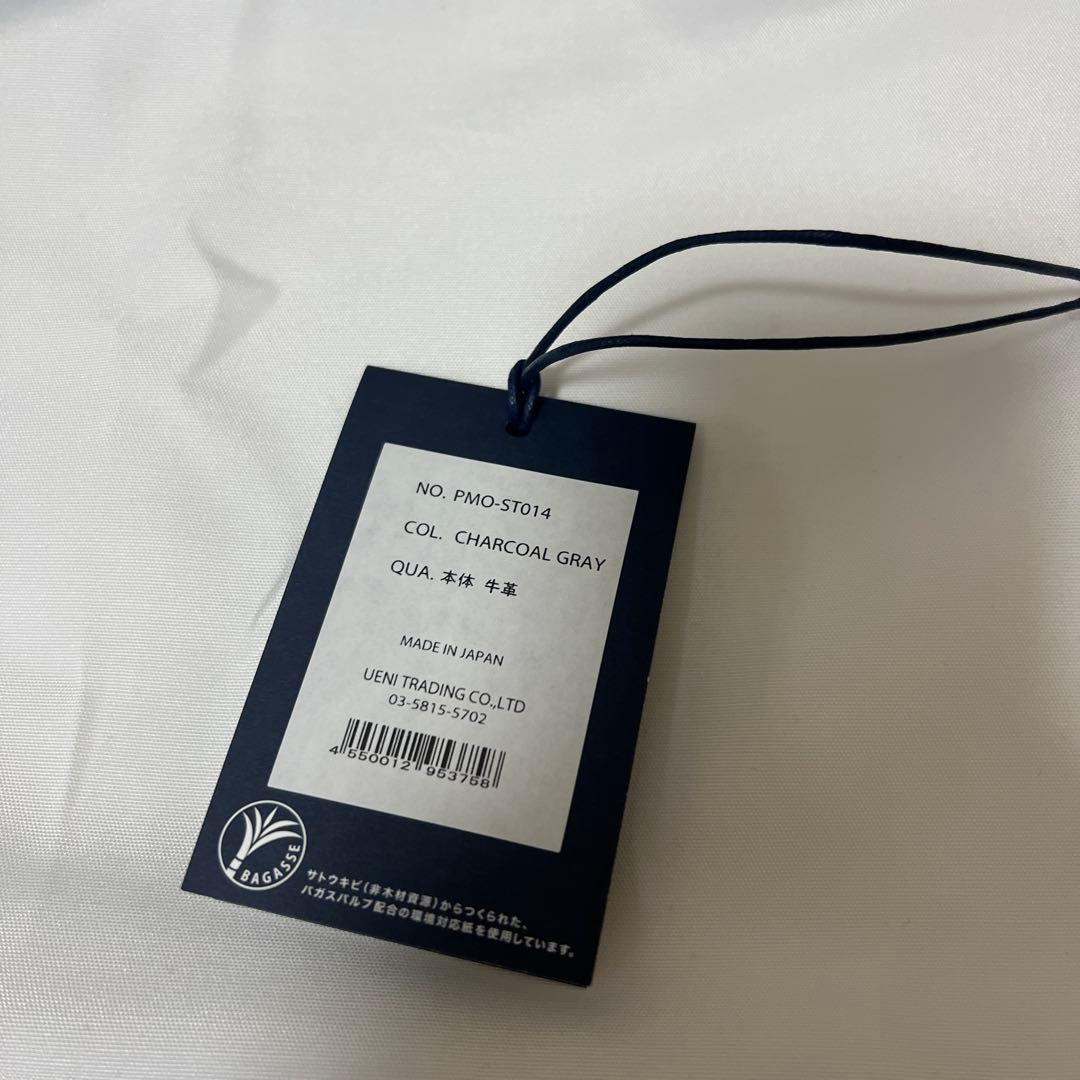 NO. PMO-ST014
COL. CHARCOAL GRAY
QUA. 本体 牛革
MADE IN JAPAN
UENI TRADING CO.,LTD
03-5815-5702
4 550012 953758
BAGASSE
サトウキビ(非木材資源)からつくられた、
バガスパルプ配合の環境対応紙を使用しています。